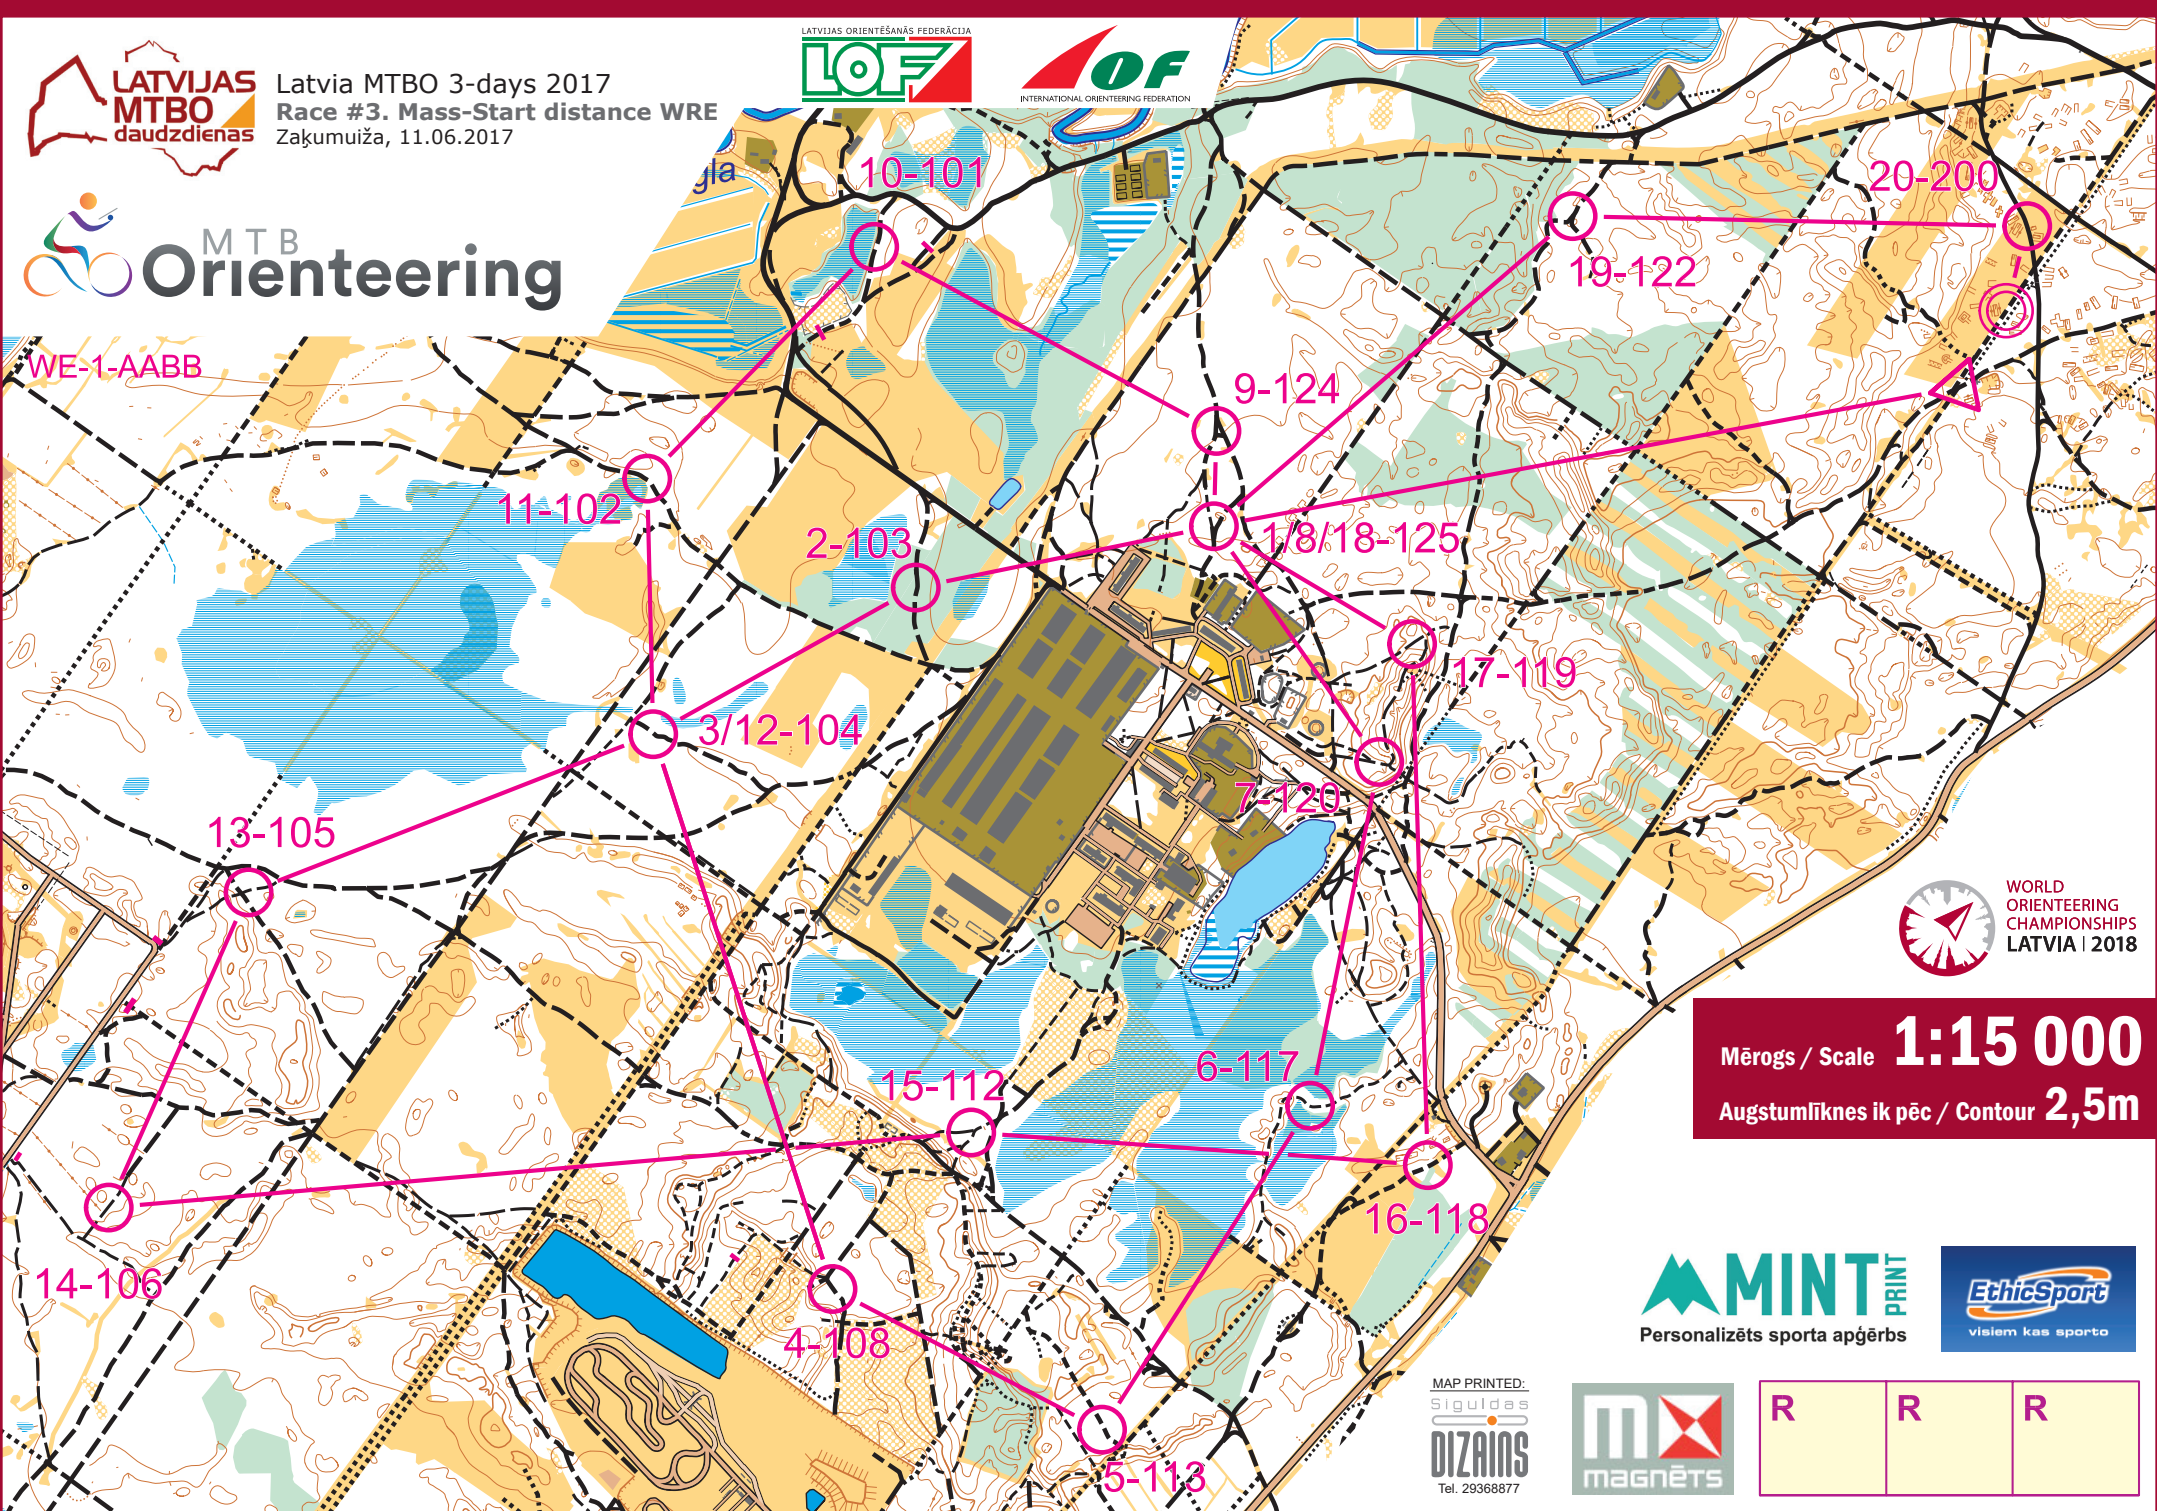 LATVIJAS
MTBO
daudzdienas
Latvia MTBO 3-days 2017
Race #3. Mass-Start distance WRE
Zaķumuiža, 11.06.2017
LATVIJAS ORIENTĒŠANĀS FEDERĀCIJA
LOF
IOF
INTERNATIONAL ORIENTEERING FEDERATION
MTB
Orienteering
gla
10-101
20-200
19-122
WE-1-AABB
9-124
11-102
2-103
1/8/18-125
17-119
3/12-104
7-120
13-105
WORLD
ORIENTEERING
CHAMPIONSHIPS
LATVIA | 2018
Mērogs / Scale 1:15 000
Augstumlīknes ik pēc / Contour 2,5m
6-117
15-112
16-118
14-106
4-108
5-113
MINT
PRINT
Personalizēts sporta apģērbs
EthicSport
visiem kas sporto
MAP PRINTED:
Siguldas
DIZAINS
Tel. 29368877
mx
MAGNĒTS
R R R